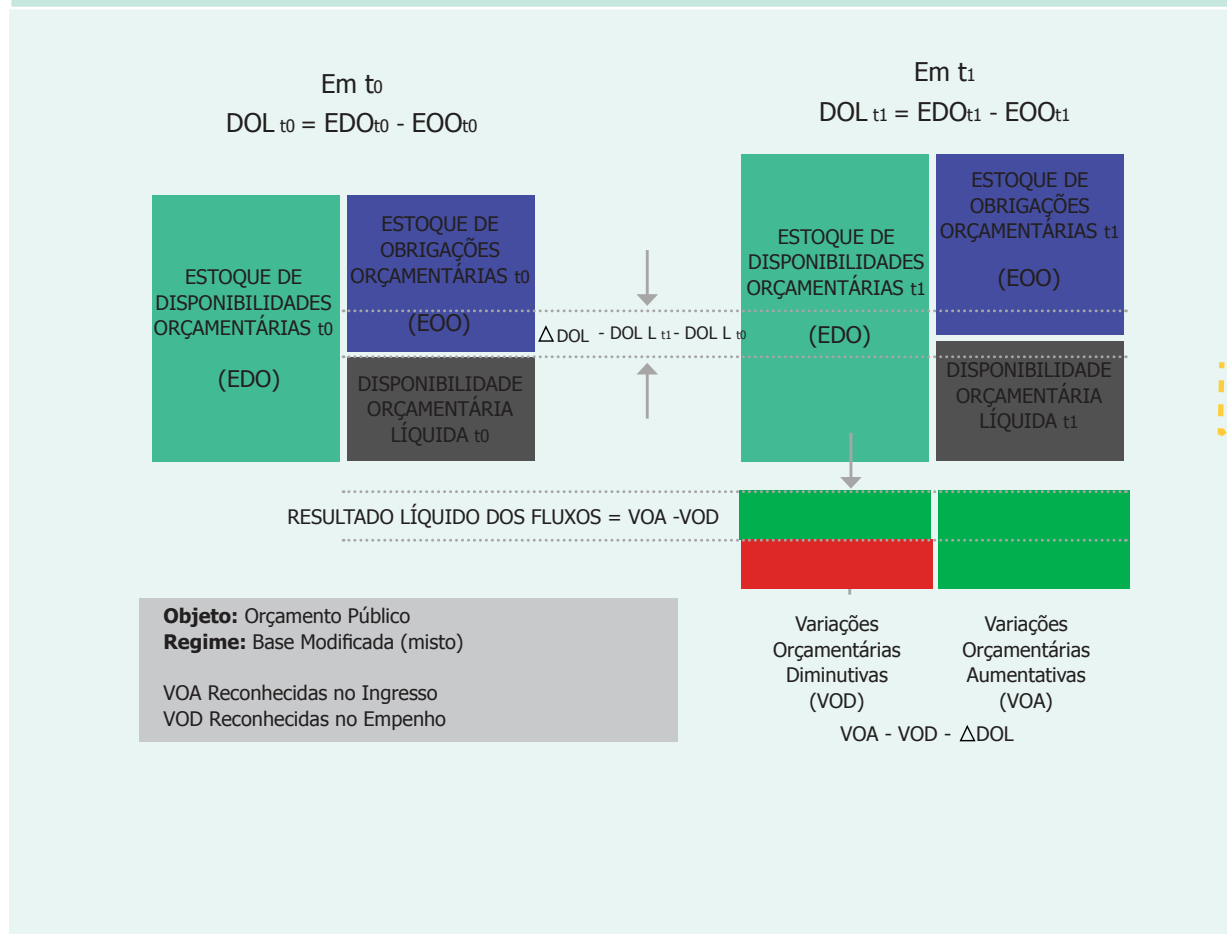 Em t0
DOL t0 = EDOt0 - EOOt0
Em t1
DOL t1 = EDOt1 - EOOt1
ESTOQUE DE
DISPONIBILIDADES
ORÇAMENTÁRIAS t0
(EDO)
ESTOQUE DE
OBRIGAÇÕES
ORÇAMENTÁRIAS t0
(EOO)
DISPONIBILIDADE
ORÇAMENTÁRIA
LÍQUIDA t0
△DOL - DOL L t1 - DOL L t0
ESTOQUE DE
DISPONIBILIDADES
ORÇAMENTÁRIAS t1
(EDO)
ESTOQUE DE
OBRIGAÇÕES
ORÇAMENTÁRIAS t1
(EOO)
DISPONIBILIDADE
ORÇAMENTÁRIA
LÍQUIDA t1
RESULTADO LÍQUIDO DOS FLUXOS = VOA -VOD
Objeto: Orçamento Público
Regime: Base Modificada (misto)
VOA Reconhecidas no Ingresso
VOD Reconhecidas no Empenho
Variações
Orçamentárias
Diminutivas
(VOD)
Variações
Orçamentárias
Aumentativas
(VOA)
VOA - VOD - △DOL